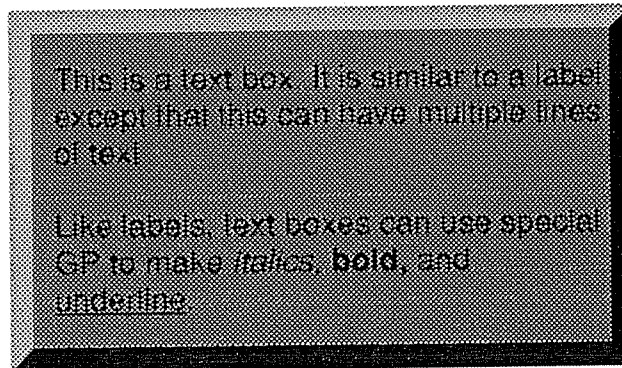 This is a text box. It is similar to a label
except that this can have multiple lines
of text.
Like labels, text boxes can use special
GP to make italics, bold, and
underline.